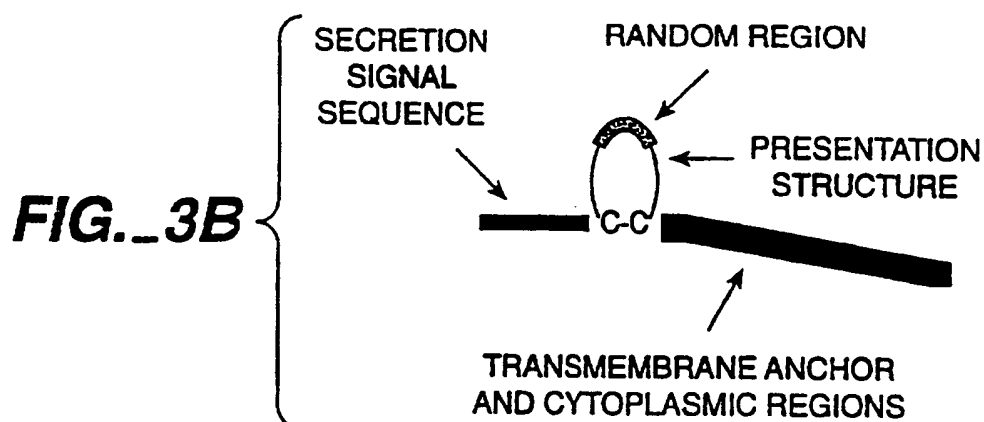 FIG._3B
SECRETION
SIGNAL
SEQUENCE
RANDOM REGION
PRESENTATION
STRUCTURE
C-C
TRANSMEMBRANE ANCHOR
AND CYTOPLASMIC REGIONS